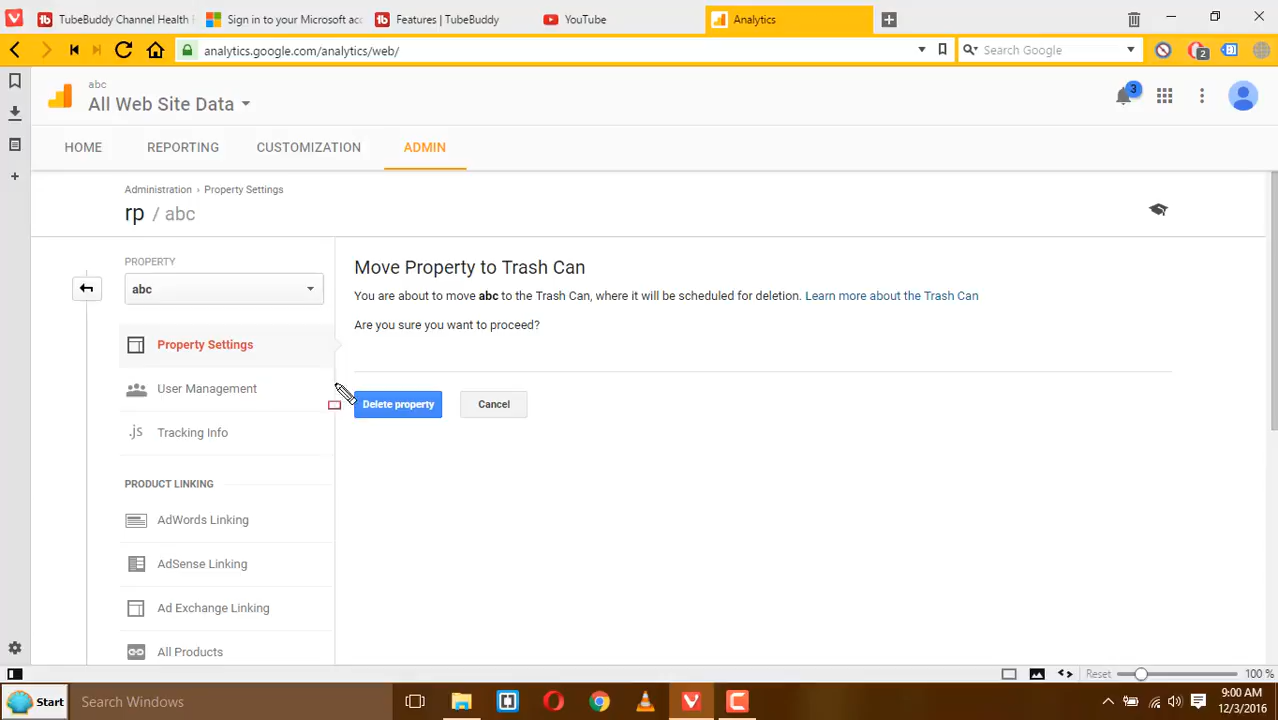 TubeBuddy Channel Health
Sign in to your Microsoft acc
Features | TubeBuddy
YouTube
Analytics
analytics.google.com/analytics/web/
Search Google
2
abc
All Web Site Data
3
HOME
REPORTING
CUSTOMIZATION
ADMIN
Administration › Property Settings
rp / abc
PROPERTY
abc
Property Settings
User Management
.js
Tracking Info
PRODUCT LINKING
AdWords Linking
AdSense Linking
Ad Exchange Linking
All Products
Move Property to Trash Can
You are about to move abc to the Trash Can, where it will be scheduled for deletion. Learn more about the Trash Can
Are you sure you want to proceed?
Delete property
Cancel
Reset
100 %
Start
Search Windows
9:00 AM
12/3/2016